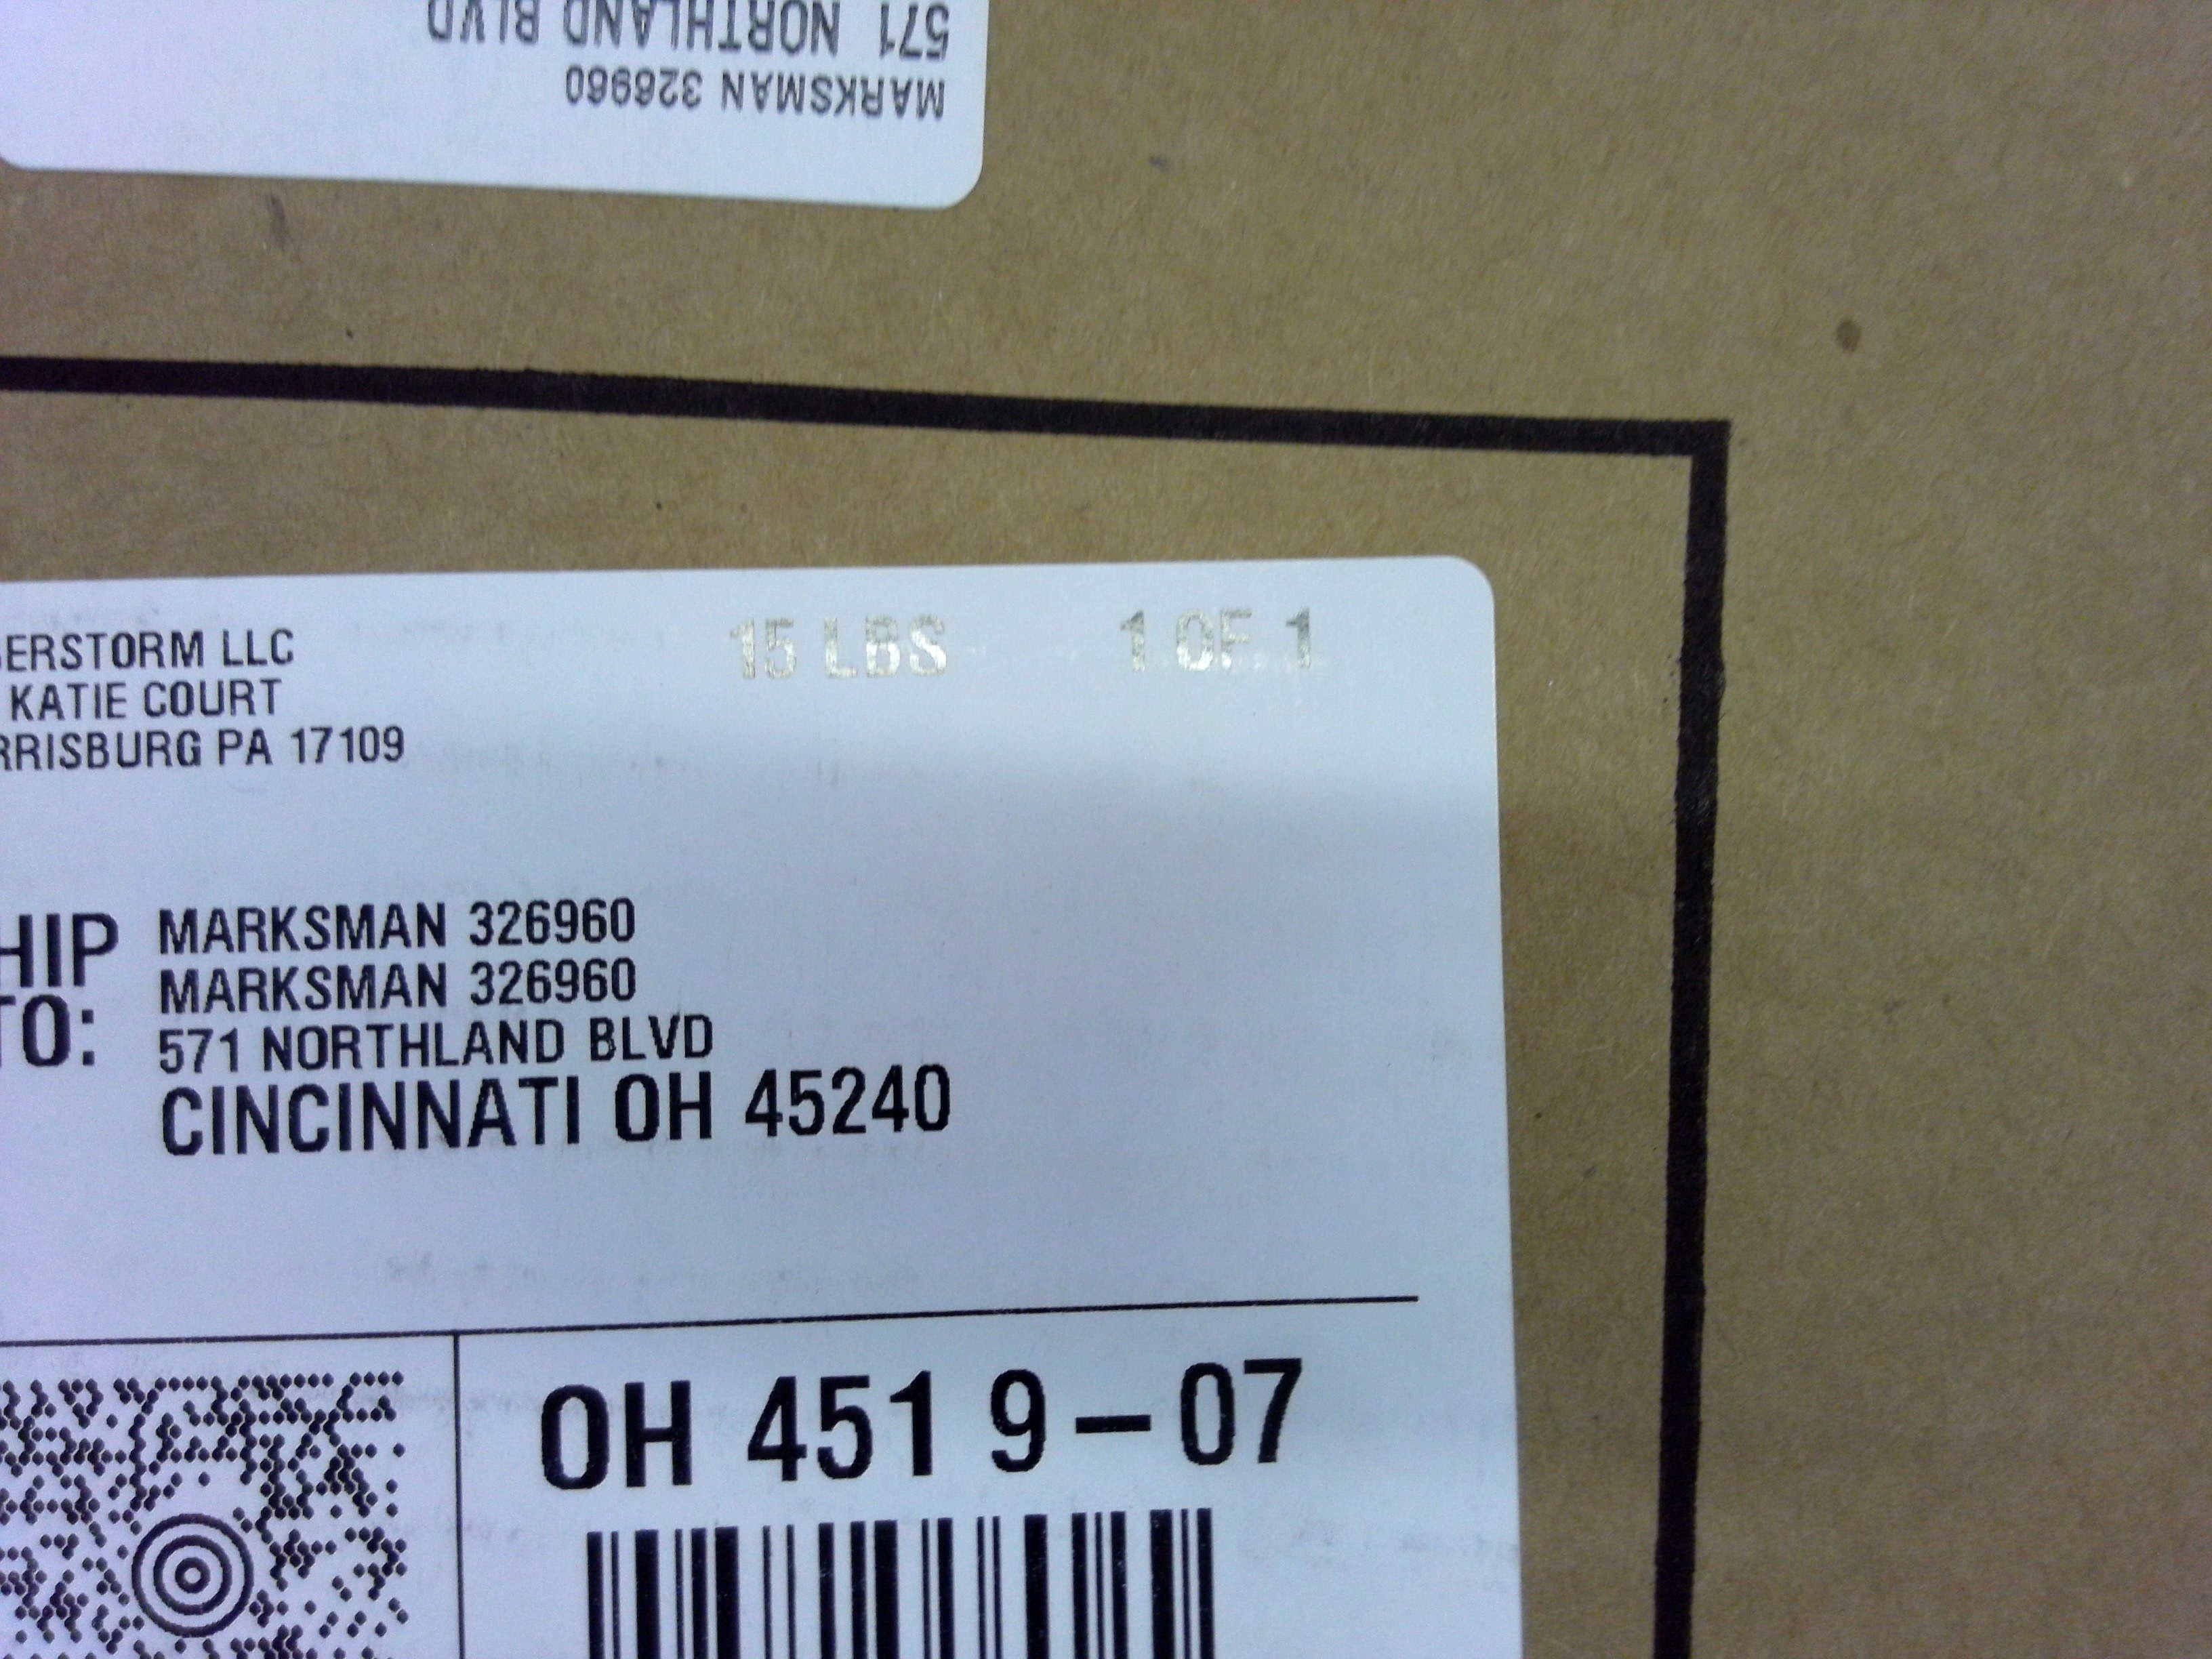 571 NORTHLAND BLVD
MARKSMAN 326960
15 LBS 1 OF 1
BERSTORM LLC
KATIE COURT
RRISBURG PA 17109
HIP
TO:
MARKSMAN 326960
MARKSMAN 326960
571 NORTHLAND BLVD
CINCINNATI OH 45240
OH 451 9-07